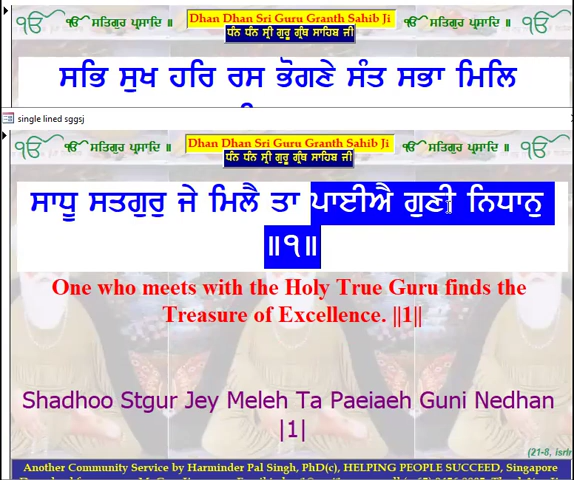 ੴ ਸਤਿਗੁਰ ਪ੍ਰਸਾਦਿ ॥ Dhan Dhan Sri Guru Granth Sahib Ji ੴ ਸਤਿਗੁਰ ਪ੍ਰਸਾਦਿ ॥ ੴ
ਧੰਨ ਧੰਨ ਸ੍ਰੀ ਗੁਰੂ ਗ੍ਰੰਥ ਸਾਹਿਬ ਜੀ
ਸਭਿ ਸੁਖ ਹਰਿ ਰਸ ਭੋਗਣੇ ਸੰਤ ਸਭਾ ਮਿਲਿ
single lined sggsj
ੴ ੴ ਸਤਿਗੁਰ ਪ੍ਰਸਾਦਿ ॥ Dhan Dhan Sri Guru Granth Sahib Ji ੴ ਸਤਿਗੁਰ ਪ੍ਰਸਾਦਿ ॥ ੴ
ਧੰਨ ਧੰਨ ਸ੍ਰੀ ਗੁਰੂ ਗ੍ਰੰਥ ਸਾਹਿਬ ਜੀ
ਸਾਧੂ ਸਤਗੁਰੁ ਜੇ ਮਿਲੈ ਤਾ ਪਾਈਐ ਗੁਣੀ ਨਿਧਾਨੁ
॥੧॥
One who meets with the Holy True Guru finds the
Treasure of Excellence. ||1||
Shadhoo Stgur Jey Meleh Ta Paeiaeh Guni Nedhan
|1|
(21-8, isrIr
Another Community Service by Harminder Pal Singh, PhD(c), HELPING PEOPLE SUCCEED, Singapore